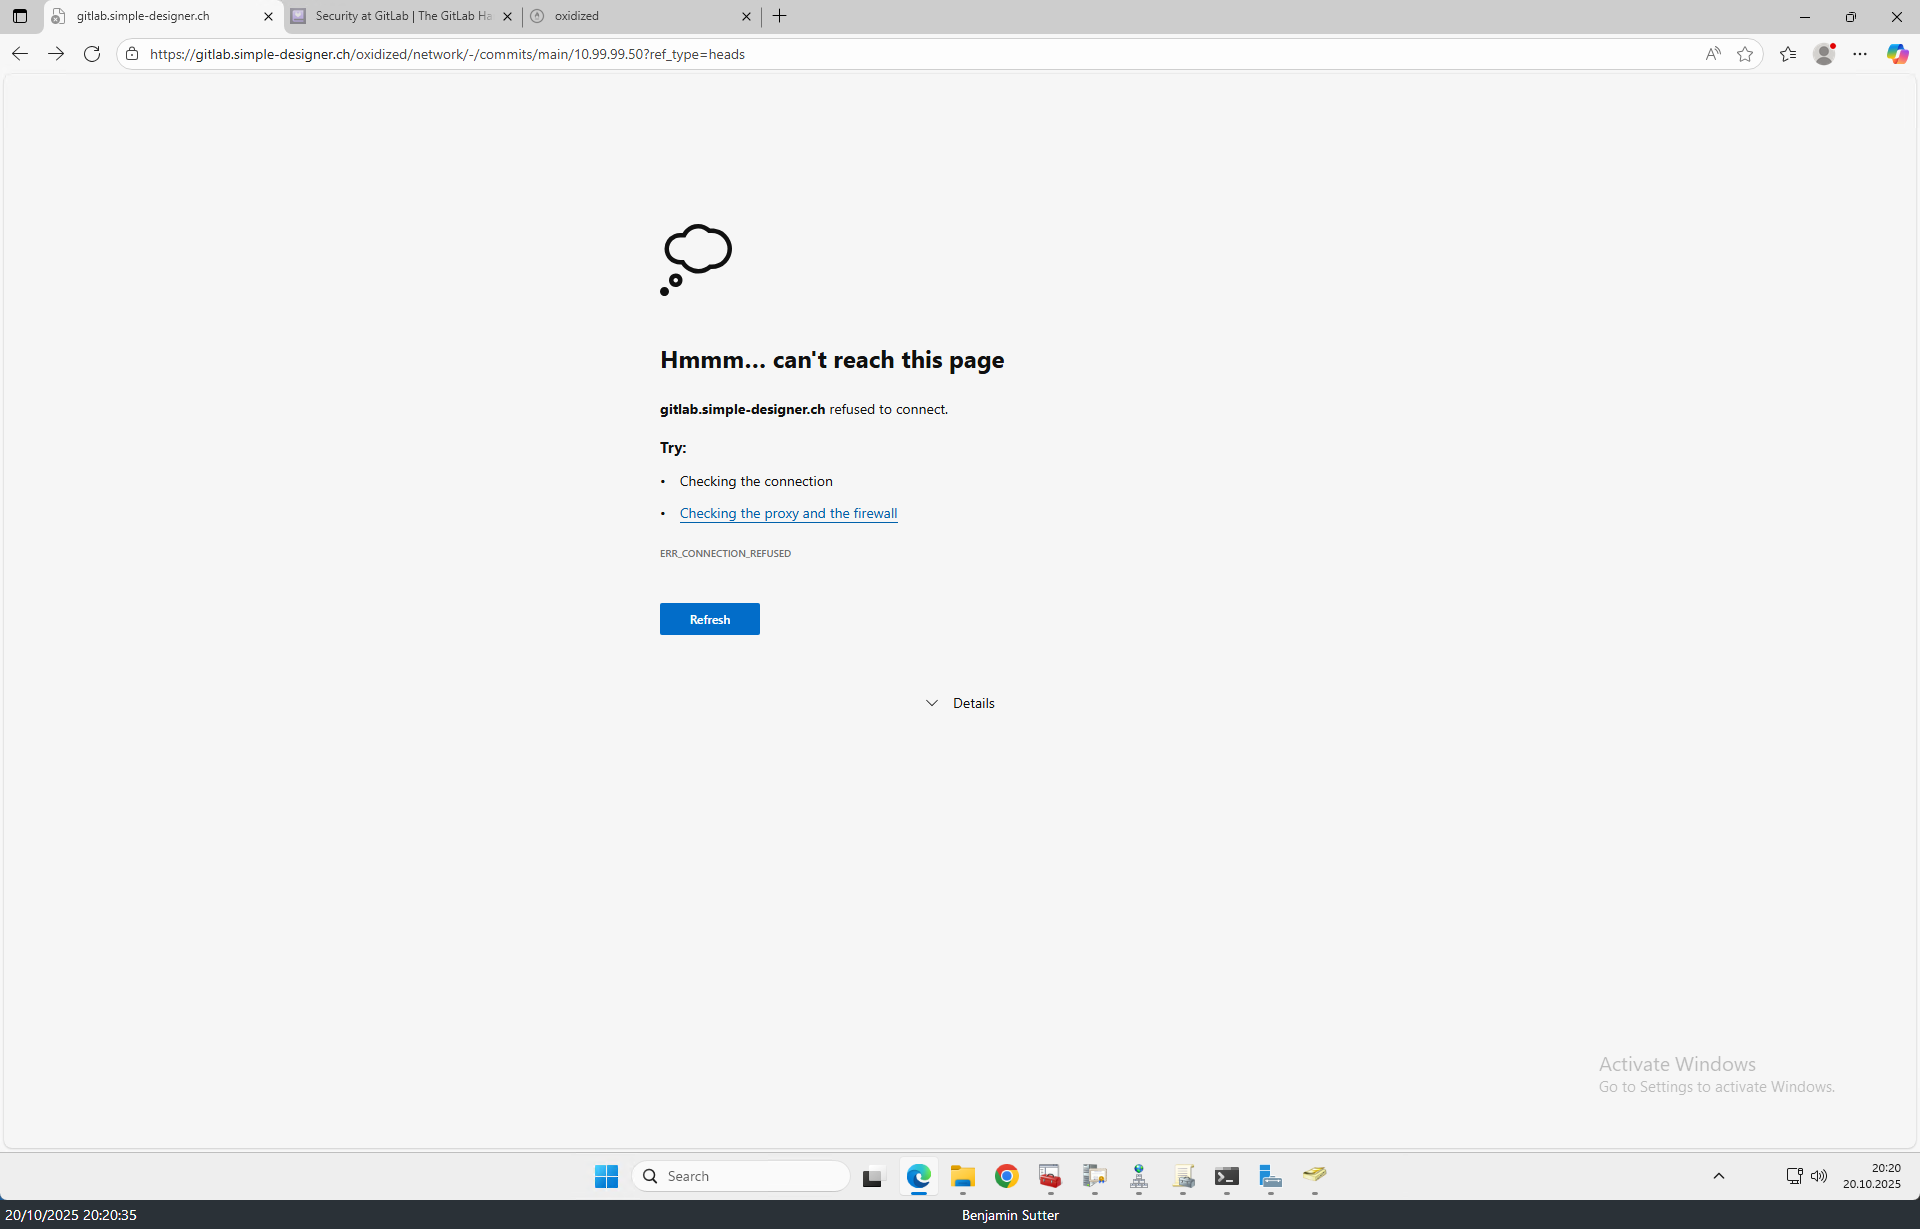 gitlab.simple-designer.ch
Security at GitLab | The GitLab Ha
oxidized
https://gitlab.simple-designer.ch/oxidized/network/-/commits/main/10.99.99.50?ref_type=heads
Hmmm... can't reach this page
gitlab.simple-designer.ch refused to connect.
Try:
• Checking the connection
• Checking the proxy and the firewall
ERR_CONNECTION_REFUSED
Refresh
Details
Activate Windows
Go to Settings to activate Windows.
Search
20:20
20.10.2025
20/10/2025 20:20:35
Benjamin Sutter